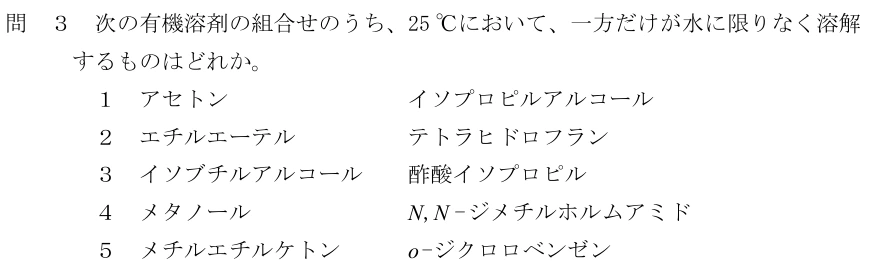 問　３　次の有機溶剤の組合せのうち、25 ℃において、一方だけが水に限りなく溶解
するものはどれか。
１　アセトン　イソプロピルアルコール
２　エチルエーテル　テトラヒドロフラン
３　イソブチルアルコール　酢酸イソプロピル
４　メタノール　N, N－ジメチルホルムアミド
５　メチルエチルケトン　o－ジクロロベンゼン